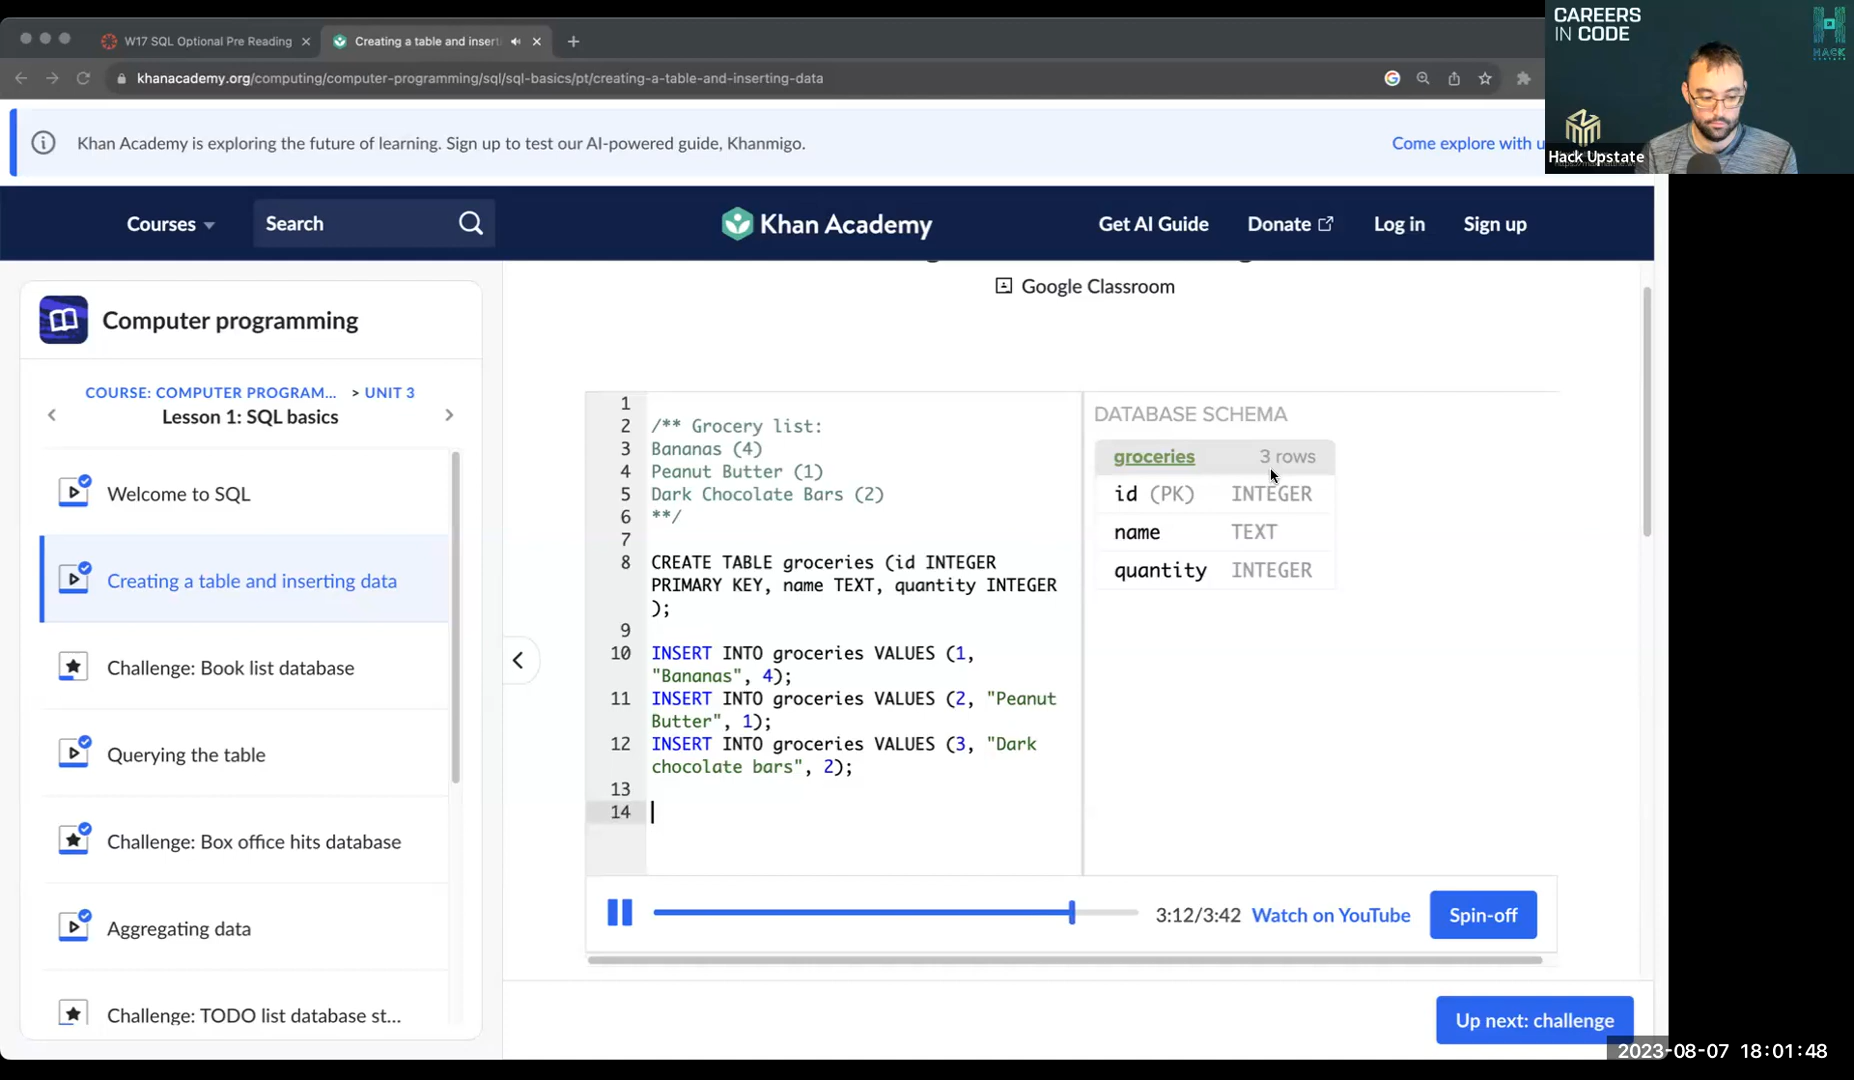 W17 SQL Optional Pre Reading
Creating a table and insert
khanacademy.org/computing/computer-programming/sql/sql-basics/pt/creating-a-table-and-inserting-data
CAREERS
IN CODE
HACK
Hack Upstate
Khan Academy is exploring the future of learning. Sign up to test our AI-powered guide, Khanmigo.
Come explore with u
Courses
Search
Khan Academy
Get AI Guide
Donate
Log in
Sign up
Google Classroom
Computer programming
COURSE: COMPUTER PROGRAM... > UNIT 3
Lesson 1: SQL basics
Welcome to SQL
Creating a table and inserting data
Challenge: Book list database
Querying the table
Challenge: Box office hits database
Aggregating data
Challenge: TODO list database st...
1
2 /** Grocery list:
3 Bananas (4)
4 Peanut Butter (1)
5 Dark Chocolate Bars (2)
6 **/
7
8 CREATE TABLE groceries (id INTEGER
PRIMARY KEY, name TEXT, quantity INTEGER
);
9
10 INSERT INTO groceries VALUES (1,
"Bananas", 4);
11 INSERT INTO groceries VALUES (2, "Peanut
Butter", 1);
12 INSERT INTO groceries VALUES (3, "Dark
chocolate bars", 2);
13
14
DATABASE SCHEMA
groceries 3 rows
id (PK) INTEGER
name TEXT
quantity INTEGER
3:12/3:42
Watch on YouTube
Spin-off
Up next: challenge
2023-08-07 18:01:48